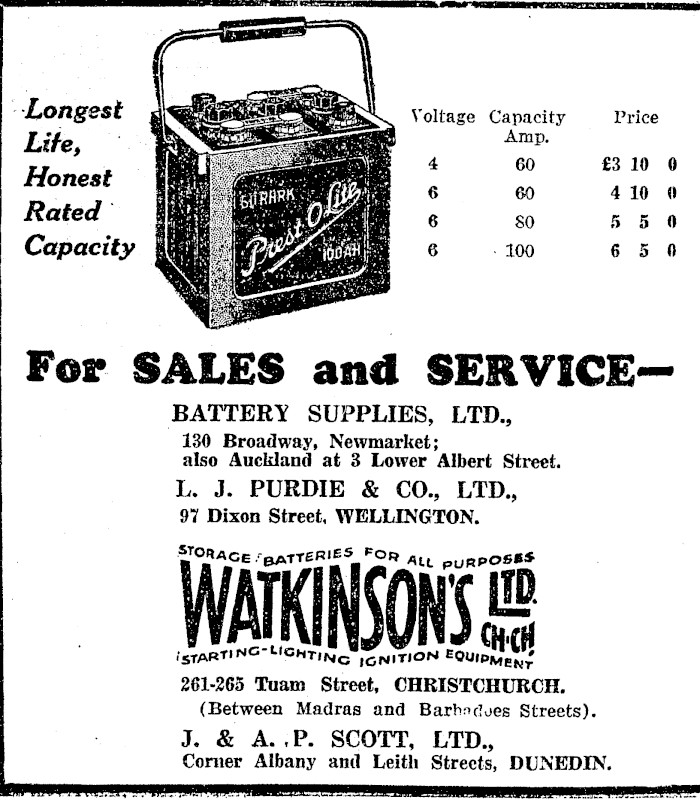 Longest
Life,
Honest
Rated
Capacity
Prest-O-Lite
100 AH
Voltage Capacity Amp. Price
4 60 £3 10 0
6 60 4 10 0
6 80 5 5 0
6 100 6 5 0
For SALES and SERVICE—
BATTERY SUPPLIES, LTD.,
130 Broadway, Newmarket;
also Auckland at 3 Lower Albert Street.
L. J. PURDIE & CO., LTD.,
97 Dixon Street, WELLINGTON.
STORAGE BATTERIES FOR ALL PURPOSES
WATKINSON'S LTD.
CH·CH,
STARTING-LIGHTING IGNITION EQUIPMENT
261-265 Tuam Street, CHRISTCHURCH.
(Between Madras and Barbadoes Streets).
J. & A. P. SCOTT, LTD.,
Corner Albany and Leith Streets, DUNEDIN.